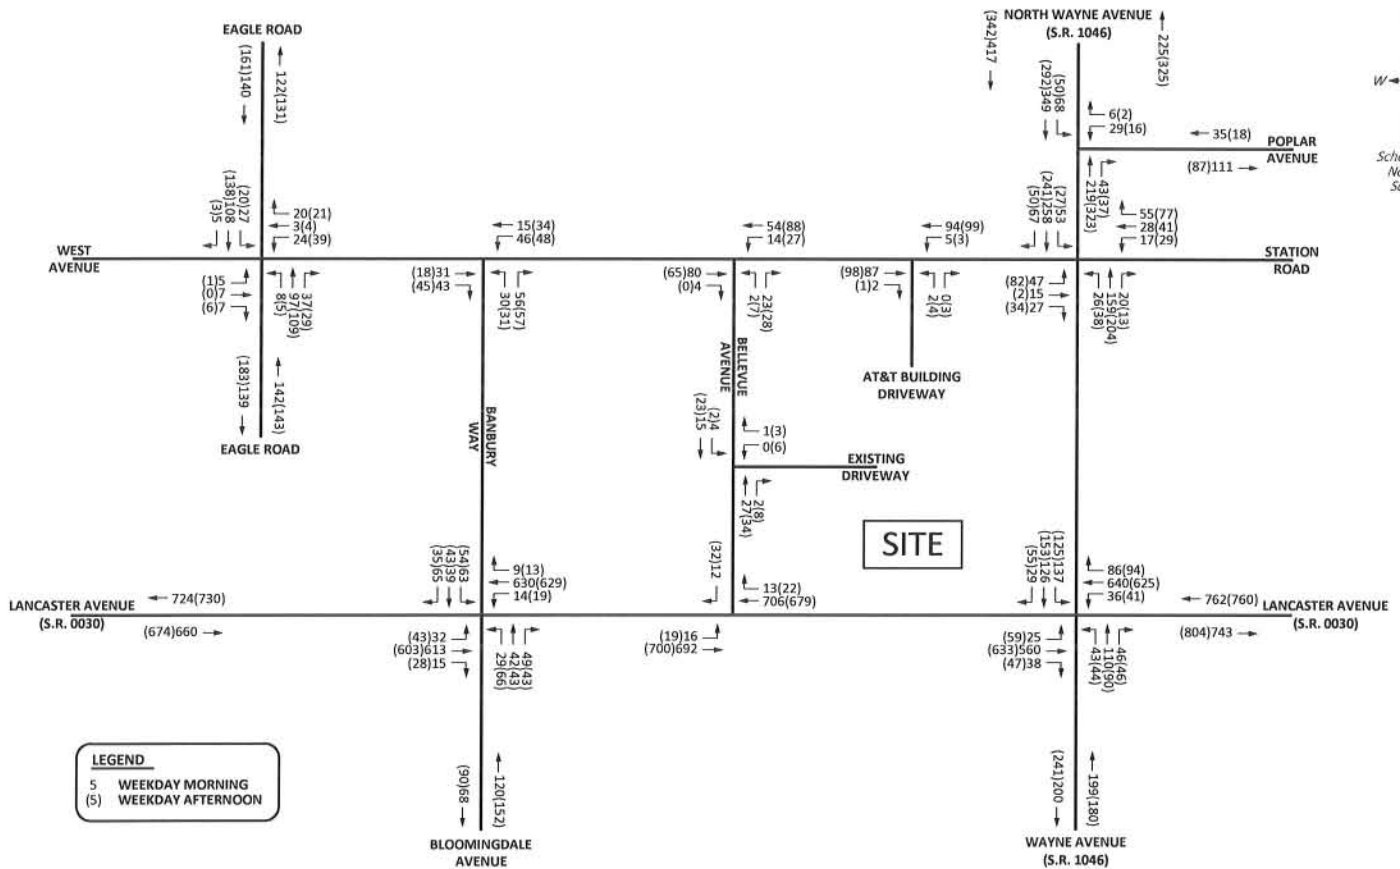 EAGLE ROAD
(161)140
122(131)
(342)417
NORTH WAYNE AVENUE
(S.R. 1046)
225(325)
W
(292)349
(50)68
6(2)
29(16)
35(18)
POPLAR
AVENUE
(87)111
Sche
No
Sc
219(323)
43(37)
(3)5
(138)108
(20)27
20(21)
3(4)
24(39)
15(34)
46(48)
54(88)
14(27)
94(99)
5(3)
(50)67
(241)258
(27)53
55(77)
28(41)
17(29)
WEST
AVENUE
STATION
ROAD
(1)5
(0)7
(6)7
8(5)
97(109)
37(29)
(18)31
(45)43
30(31)
56(57)
(65)80
(0)4
2(7)
23(28)
(98)87
(1)2
2(4)
0(3)
(82)47
(2)15
(34)27
26(38)
159(204)
20(13)
(183)139
142(143)
EAGLE ROAD
BANBURY
WAY
BELLEVUE
AVENUE
AT&T BUILDING
DRIVEWAY
(23)15
(2)4
1(3)
0(6)
EXISTING
DRIVEWAY
27(34)
2(8)
SITE
(35)65
(43)39
(54)63
9(13)
630(629)
14(19)
(32)12
13(22)
706(679)
(55)29
(153)126
(125)137
86(94)
640(625)
36(41)
LANCASTER AVENUE
(S.R. 0030)
724(730)
(674)660
762(760)
(804)743
LANCASTER AVENUE
(S.R. 0030)
(43)32
(603)613
(28)15
29(66)
42(43)
49(43)
(19)16
(700)692
(59)25
(633)560
(47)38
43(44)
110(90)
46(46)
LEGEND
5 WEEKDAY MORNING
(5) WEEKDAY AFTERNOON
(90)68
120(152)
BLOOMINGDALE
AVENUE
(241)200
199(180)
WAYNE AVENUE
(S.R. 1046)